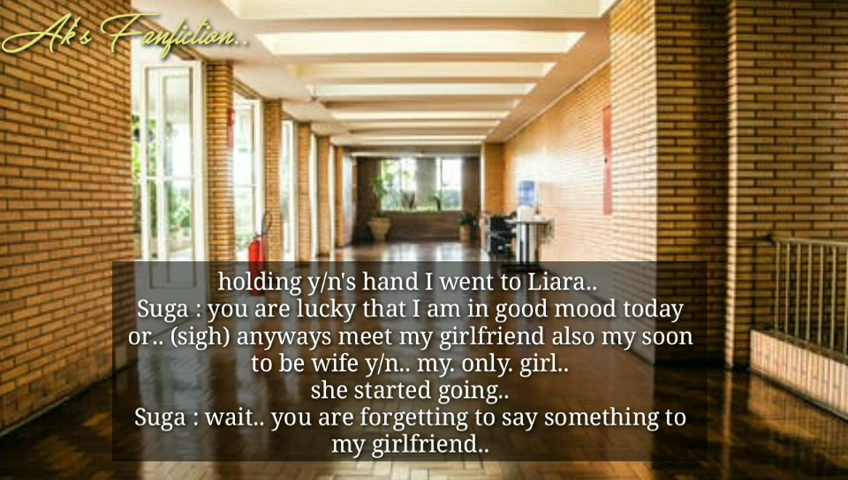 Ak's Fanfiction..
holding y/n's hand I went to Liara..
Suga : you are lucky that I am in good mood today
or.. (sigh) anyways meet my girlfriend also my soon
to be wife y/n.. my. only. girl..
she started going..
Suga : wait.. you are forgetting to say something to
my girlfriend..